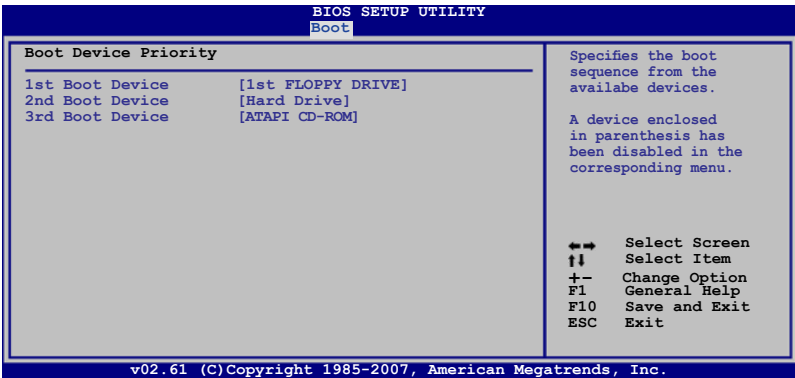 BIOS SETUP UTILITY
Boot
Boot Device Priority
1st Boot Device [1st FLOPPY DRIVE]
2nd Boot Device [Hard Drive]
3rd Boot Device [ATAPI CD-ROM]
Specifies the boot
sequence from the
availabe devices.
A device enclosed
in parenthesis has
been disabled in the
corresponding menu.
←→ Select Screen
↑↓ Select Item
+- Change Option
F1 General Help
F10 Save and Exit
ESC Exit
v02.61 (C)Copyright 1985-2007, American Megatrends, Inc.